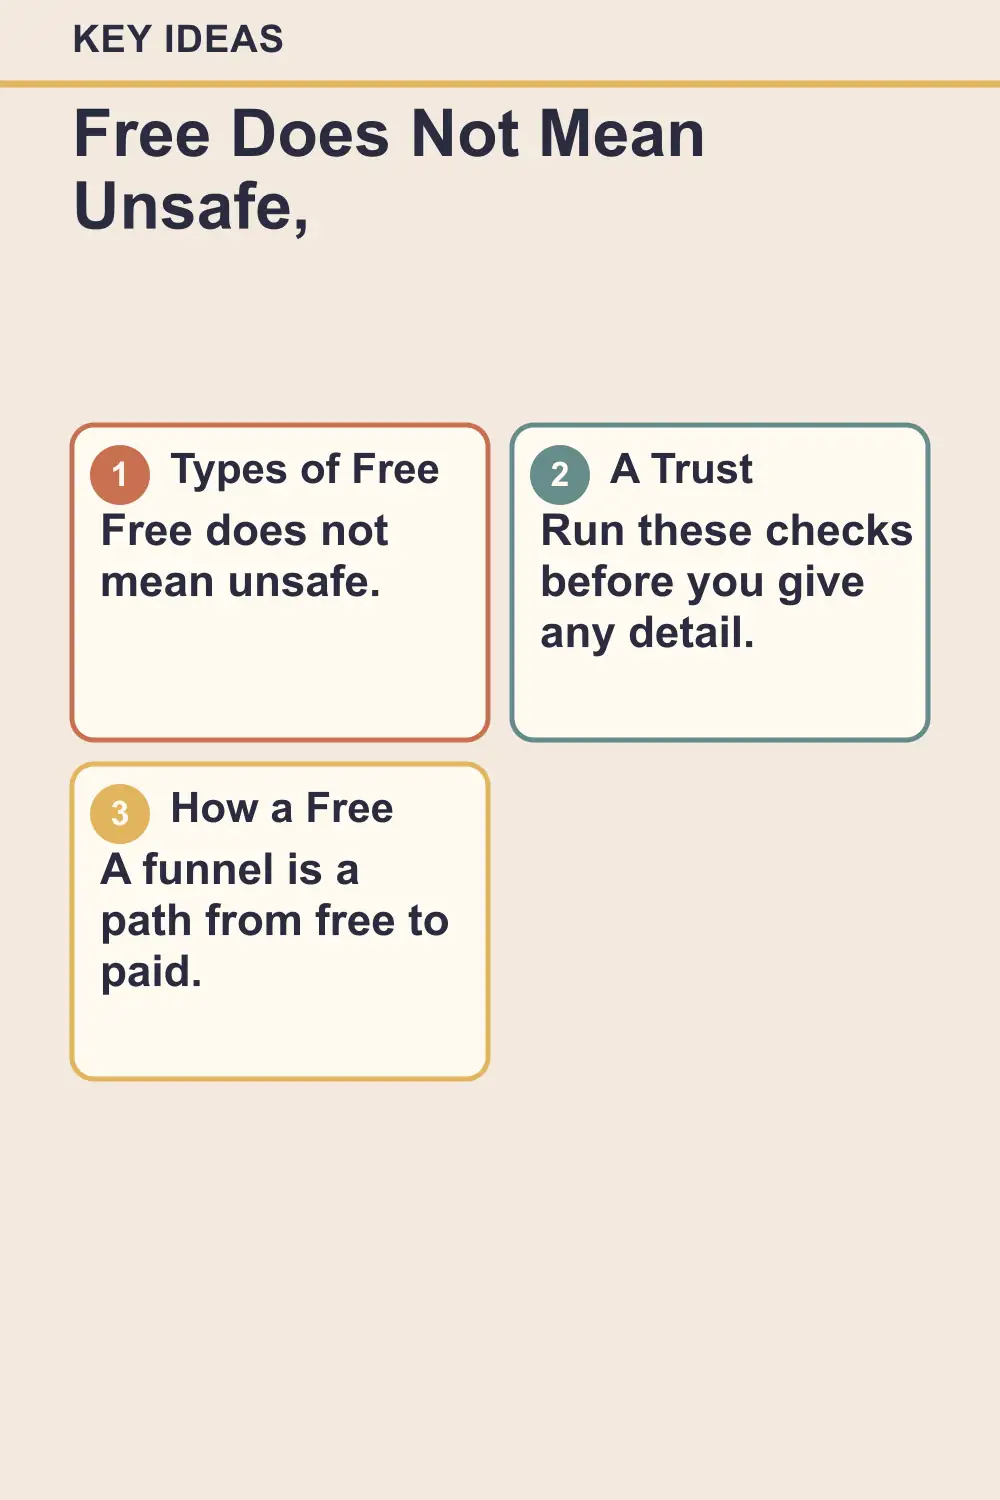 KEY IDEAS
Free Does Not Mean
Unsafe,
1 Types of Free
Free does not
mean unsafe.
2 A Trust
Run these checks
before you give
any detail.
3 How a Free
A funnel is a
path from free to
paid.